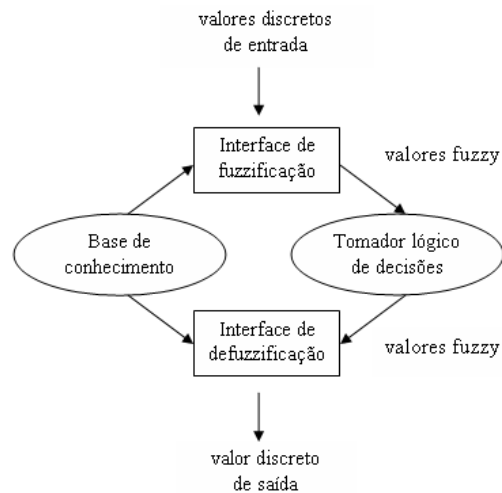 valores discretos
de entrada
Interface de
fuzzificação
valores fuzzy
Base de
conhecimento
Tomador lógico
de decisões
Interface de
defuzzificação
valores fuzzy
valor discreto
de saída